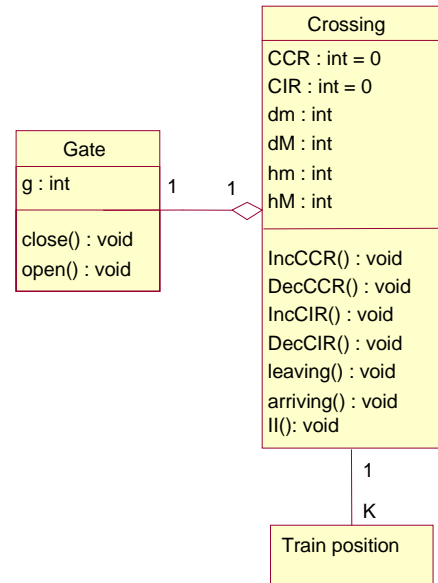 Crossing
CCR : int = 0
CIR : int = 0
dm : int
dM : int
hm : int
hM : int
IncCCR() : void
DecCCR() : void
IncCIR() : void
DecCIR() : void
leaving() : void
arriving() : void
II(): void
Gate
g : int
close() : void
open() : void
1
1
1
K
Train position